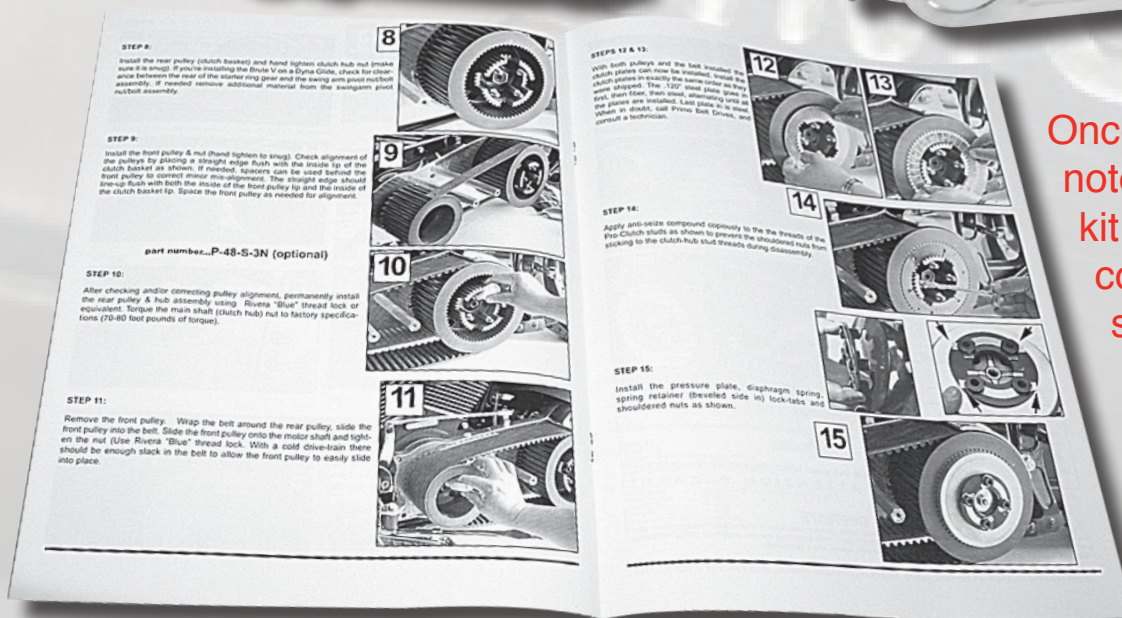 STEP 8:
Install the rear pulley (clutch basket) and hand tighten clutch hub nut (make
sure it is snug). If you're installing the Brute V on a Dyna Glide, check for clear-
ance between the rear of the starter ring gear and the swing arm pivot nut/bolt
assembly. If needed remove additional material from the swingarm pivot
nut/bolt assembly.
8
STEP 9:
Install the front pulley & nut (hand tighten to snug). Check alignment of
the pulleys by placing a straight edge flush with the inside lip of the
clutch basket as shown. If needed, spacers can be used behind the
front pulley to correct minor mis-alignment. The straight edge should
line-up flush with both the inside of the front pulley lip and the inside of
the clutch basket lip. Space the front pulley as needed for alignment.
9
part number...P-48-S-3N (optional)
STEP 10:
After checking and/or correcting pulley alignment, permanently install
the rear pulley & hub assembly using Rivera "Blue" thread lock or
equivalent. Torque the main shaft (clutch hub) nut to factory specifica-
tions (70-80 foot pounds of torque).
10
STEP 11:
Remove the front pulley. Wrap the belt around the rear pulley, slide the
front pulley into the belt. Slide the front pulley onto the motor shaft and tight-
en the nut (Use Rivera "Blue" thread lock. With a cold drive-train there
should be enough slack in the belt to allow the front pulley to easily slide
into place.
11
STEPS 12 & 13:
With both pulleys and the belt installed the
clutch plates can now be installed. Install the
clutch plates in exactly the same order as they
were shipped. The .120" steel plate goes in
first, then fiber, then steel, alternating until all
the plates are installed. Last plate in is steel.
When in doubt, call Primo Belt Drives, and
consult a technician.
12
13
STEP 14:
Apply anti-seize compound copiously to the the threads of the
Pro-Clutch studs as shown to prevent the shouldered nuts from
sticking to the clutch-hub stud threads during disassembly.
14
STEP 15:
Install the pressure plate, diaphragm spring,
spring retainer (beveled side in) lock-tabs and
shouldered nuts as shown.
15
Onc
note
kit
co
s